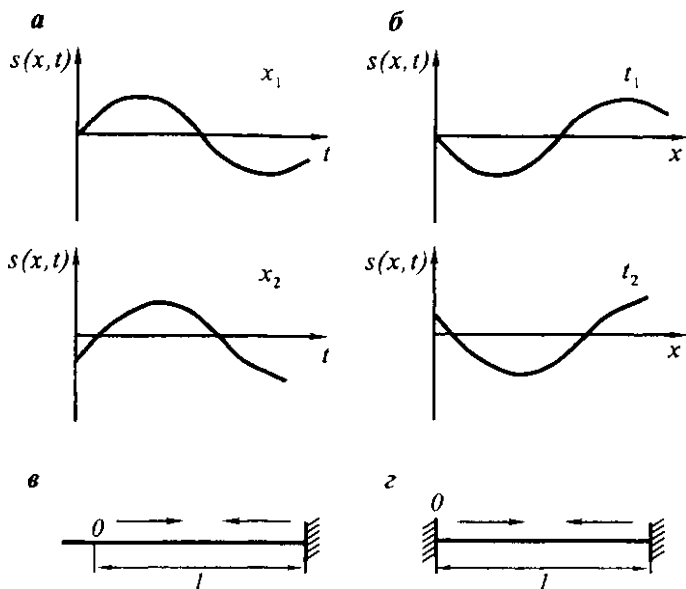 а
s(x,t)
x₁
t
б
s(x,t)
t₁
x
s(x,t)
x₂
t
s(x,t)
t₂
x
в
0
l
г
0
l